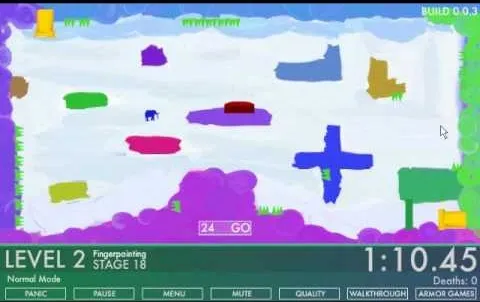 BUILD 0.0.3
24 GO
LEVEL 2 Fingerpainting
STAGE 18
1:10.45
Normal Mode
Deaths: 0
PANIC PAUSE MENU MUTE QUALITY WALKTHROUGH ARMOR GAMES